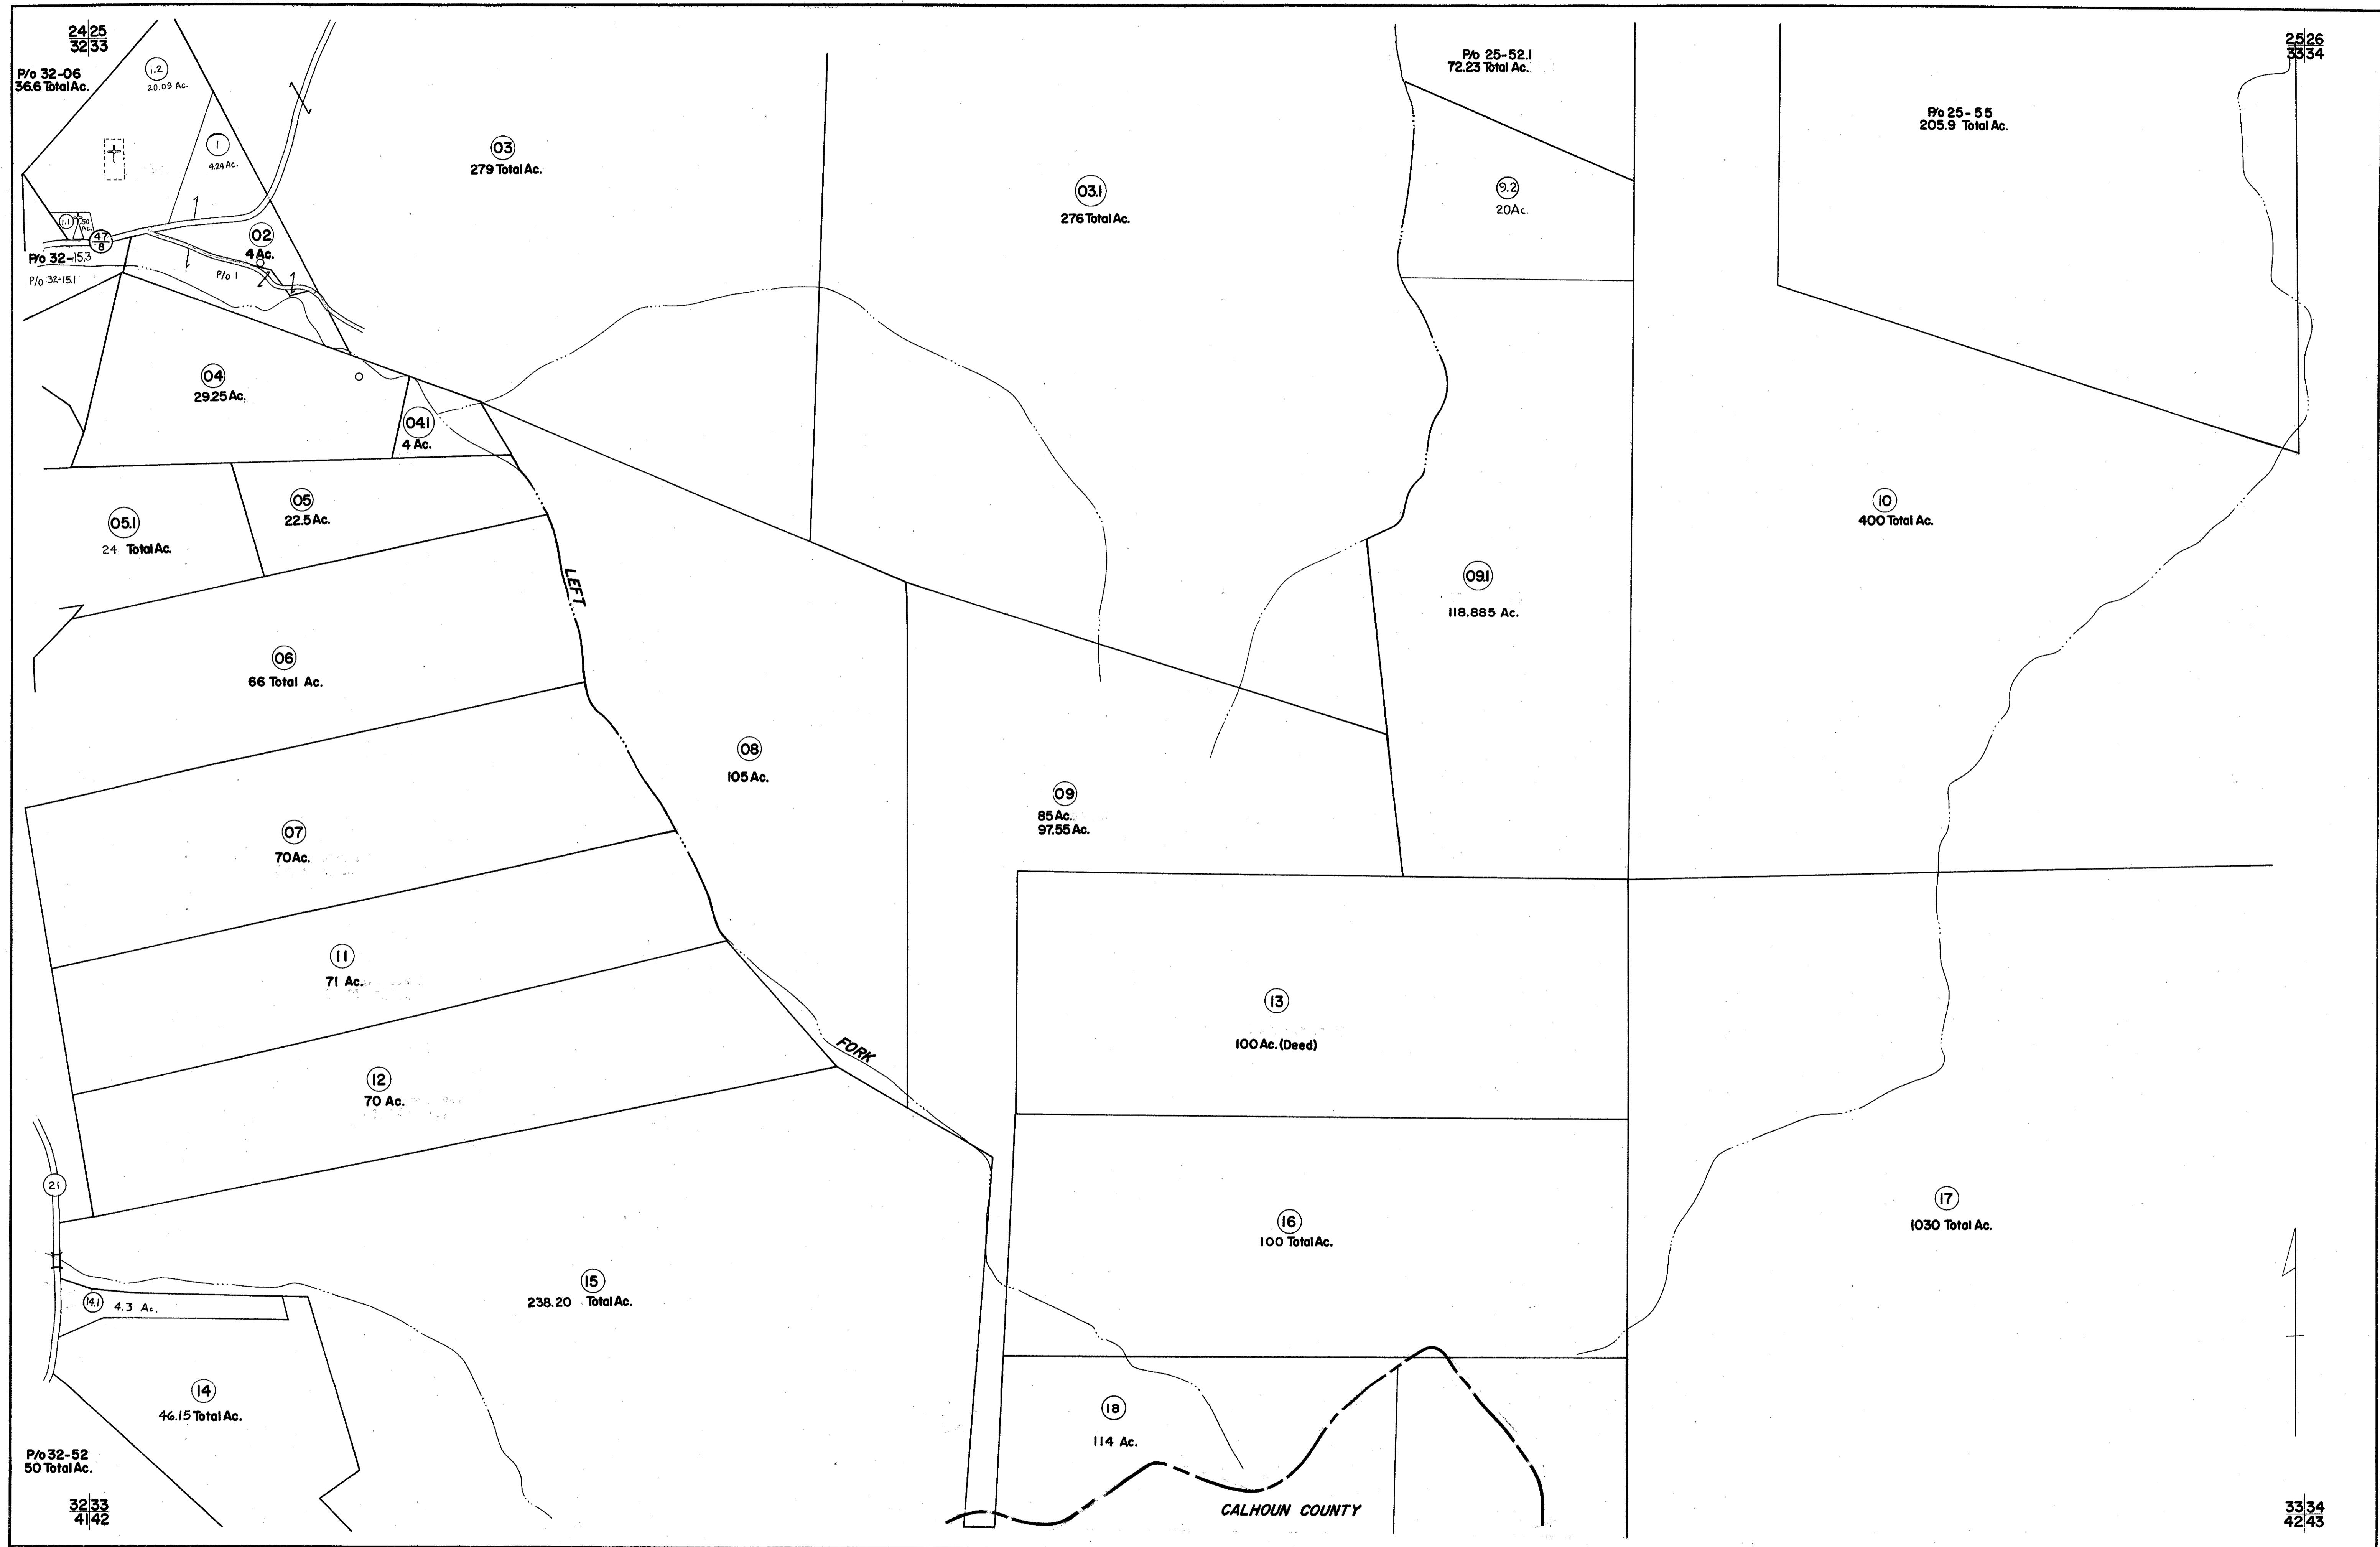 24 25
32 33
P/o 32-06
36.6 Total Ac.
1.2
20.09 Ac.
1
4.24 Ac.
1.1
.50
Ac.
47
8
02
4 Ac.
P/o 32-15.3
P/o 32-15.1
P/o 1
03
279 Total Ac.
03.1
276 Total Ac.
P/o 25-52.1
72.23 Total Ac.
9.2
20 Ac.
P/o 25-55
205.9 Total Ac.
25 26
33 34
04
29.25 Ac.
04.1
4 Ac.
05.1
24 Total Ac.
05
22.5 Ac.
LEFT
06
66 Total Ac.
07
70 Ac.
08
105 Ac.
09
85 Ac.
97.55 Ac.
09.1
118.885 Ac.
10
400 Total Ac.
11
71 Ac.
12
70 Ac.
FORK
13
100 Ac. (Deed)
16
100 Total Ac.
17
1030 Total Ac.
21
14.1
4.3 Ac.
15
238.20 Total Ac.
14
46.15 Total Ac.
18
114 Ac.
CALHOUN COUNTY
P/o 32-52
50 Total Ac.
32 33
41 42
33 34
42 43